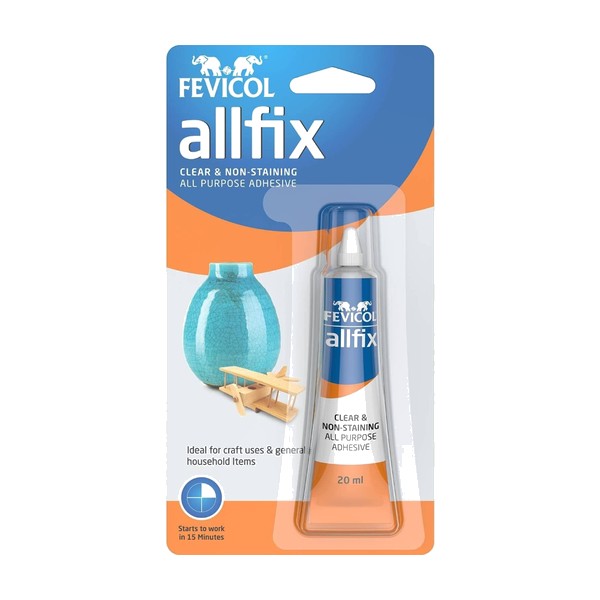 FEVICOL®
allfix
CLEAR & NON-STAINING
ALL PURPOSE ADHESIVE
FEVICOL
allfix
CLEAR &
NON-STAINING
ALL PURPOSE
ADHESIVE
20 ml
Ideal for craft uses & general
household Items
Starts to work
in 15 Minutes